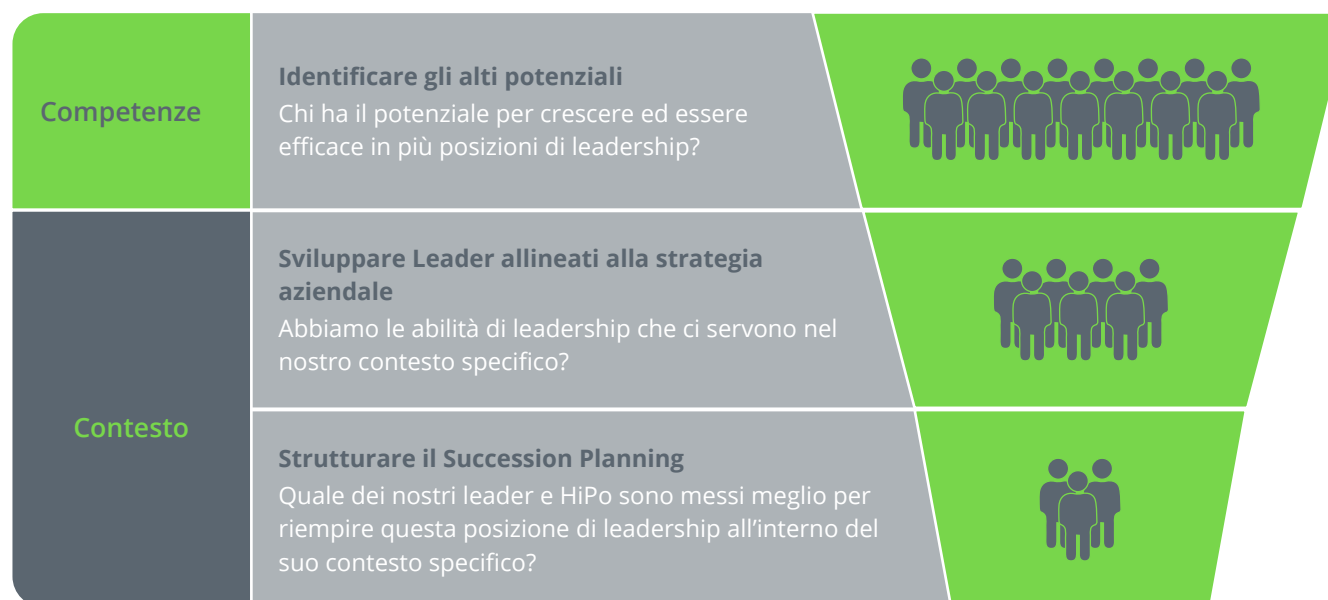 Competenze
Identificare gli alti potenziali
Chi ha il potenziale per crescere ed essere
efficace in più posizioni di leadership?
Contesto
Sviluppare Leader allineati alla strategia
aziendale
Abbiamo le abilità di leadership che ci servono nel
nostro contesto specifico?
Strutturare il Succession Planning
Quale dei nostri leader e HiPo sono messi meglio per
riempire questa posizione di leadership all’interno del
suo contesto specifico?